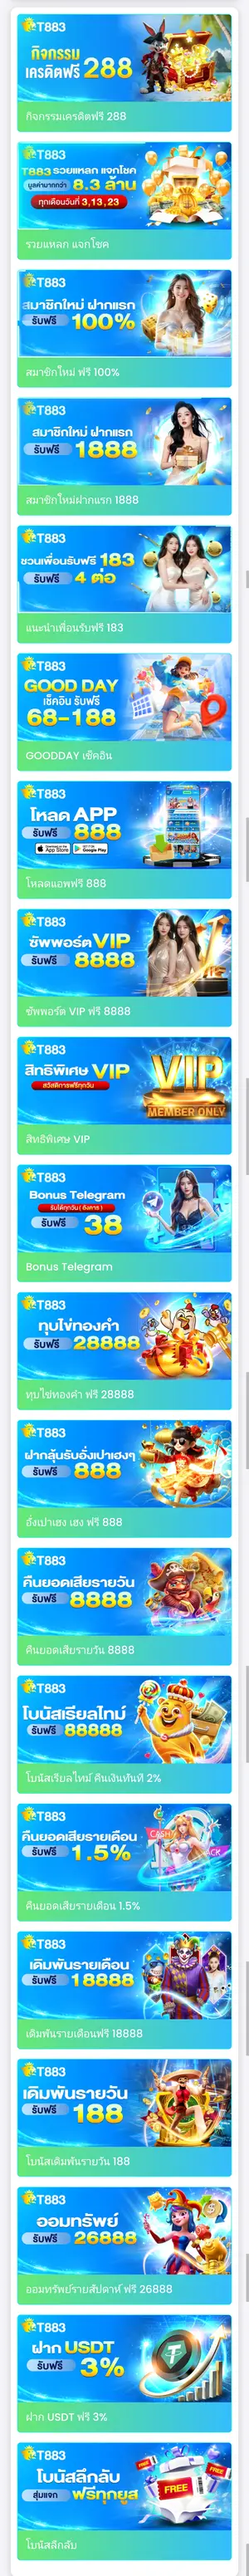 T883
กิจกรรม
เครดิตฟรี 288
กิจกรรมเครดิตฟรี 288
T883
T883 รวยแหลก แจกโชค
มูลค่ามากกว่า 8.3 ล้าน
ทุกเดือนวันที่ 3,13,23
รวยแหลก แจกโชค
T883
สมาชิกใหม่ ฝากแรก
รับฟรี 100%
สมาชิกใหม่ ฟรี 100%
T883
สมาชิกใหม่ ฝากแรก
รับฟรี 1888
สมาชิกใหม่ฝากแรก 1888
T883
ชวนเพื่อนรับฟรี 183
รับฟรี 4 ต่อ
แนะนำเพื่อนรับฟรี 183
T883
GOOD DAY
เช็คอิน รับฟรี
68-188
GOODDAY เช็คอิน
T883
โหลด APP
รับฟรี 888
App Store Google Play
โหลดแอพฟรี 888
T883
ซัพพอร์ต VIP
รับฟรี 8888
ซัพพอร์ต VIP ฟรี 8888
T883
สิทธิพิเศษ VIP
สวัสดิการฟรีทุกวัน
VIP
MEMBER ONLY
สิทธิพิเศษ VIP
T883
Bonus Telegram
รับได้ทุกวัน ( อังคาร )
รับฟรี 38
Bonus Telegram
T883
ทุบไข่ทองคำ
รับฟรี 28888
ทุบไข่ทองคำ ฟรี 28888
T883
ฝากลุ้นรับอั่งเปาเฮงๆ
รับฟรี 888
อั่งเปาเฮง เฮง ฟรี 888
T883
คืนยอดเสียรายวัน
รับฟรี 8888
คืนยอดเสียรายวัน 8888
T883
โบนัสเรียลไทม์
รับฟรี 88888
โบนัสเรียลไทม์ คืนเงินทันที 2%
T883
คืนยอดเสียรายเดือน
รับฟรี 1.5%
CASH
คืนยอดเสียรายเดือน 1.5%
T883
เดิมพันรายเดือน
รับฟรี 18888
เดิมพันรายเดือนฟรี 18888
T883
เดิมพันรายวัน
รับฟรี 188
โบนัสเดิมพันรายวัน 188
T883
ออมทรัพย์
รับฟรี 26888
ออมทรัพย์รายสัปดาห์ ฟรี 26888
T883
ฝาก USDT
รับฟรี 3%
ฝาก USDT ฟรี 3%
T883
โบนัสลึกลับ
สุ่มแจก ฟรีทุกยูส
FREE
FREE
โบนัสลึกลับ